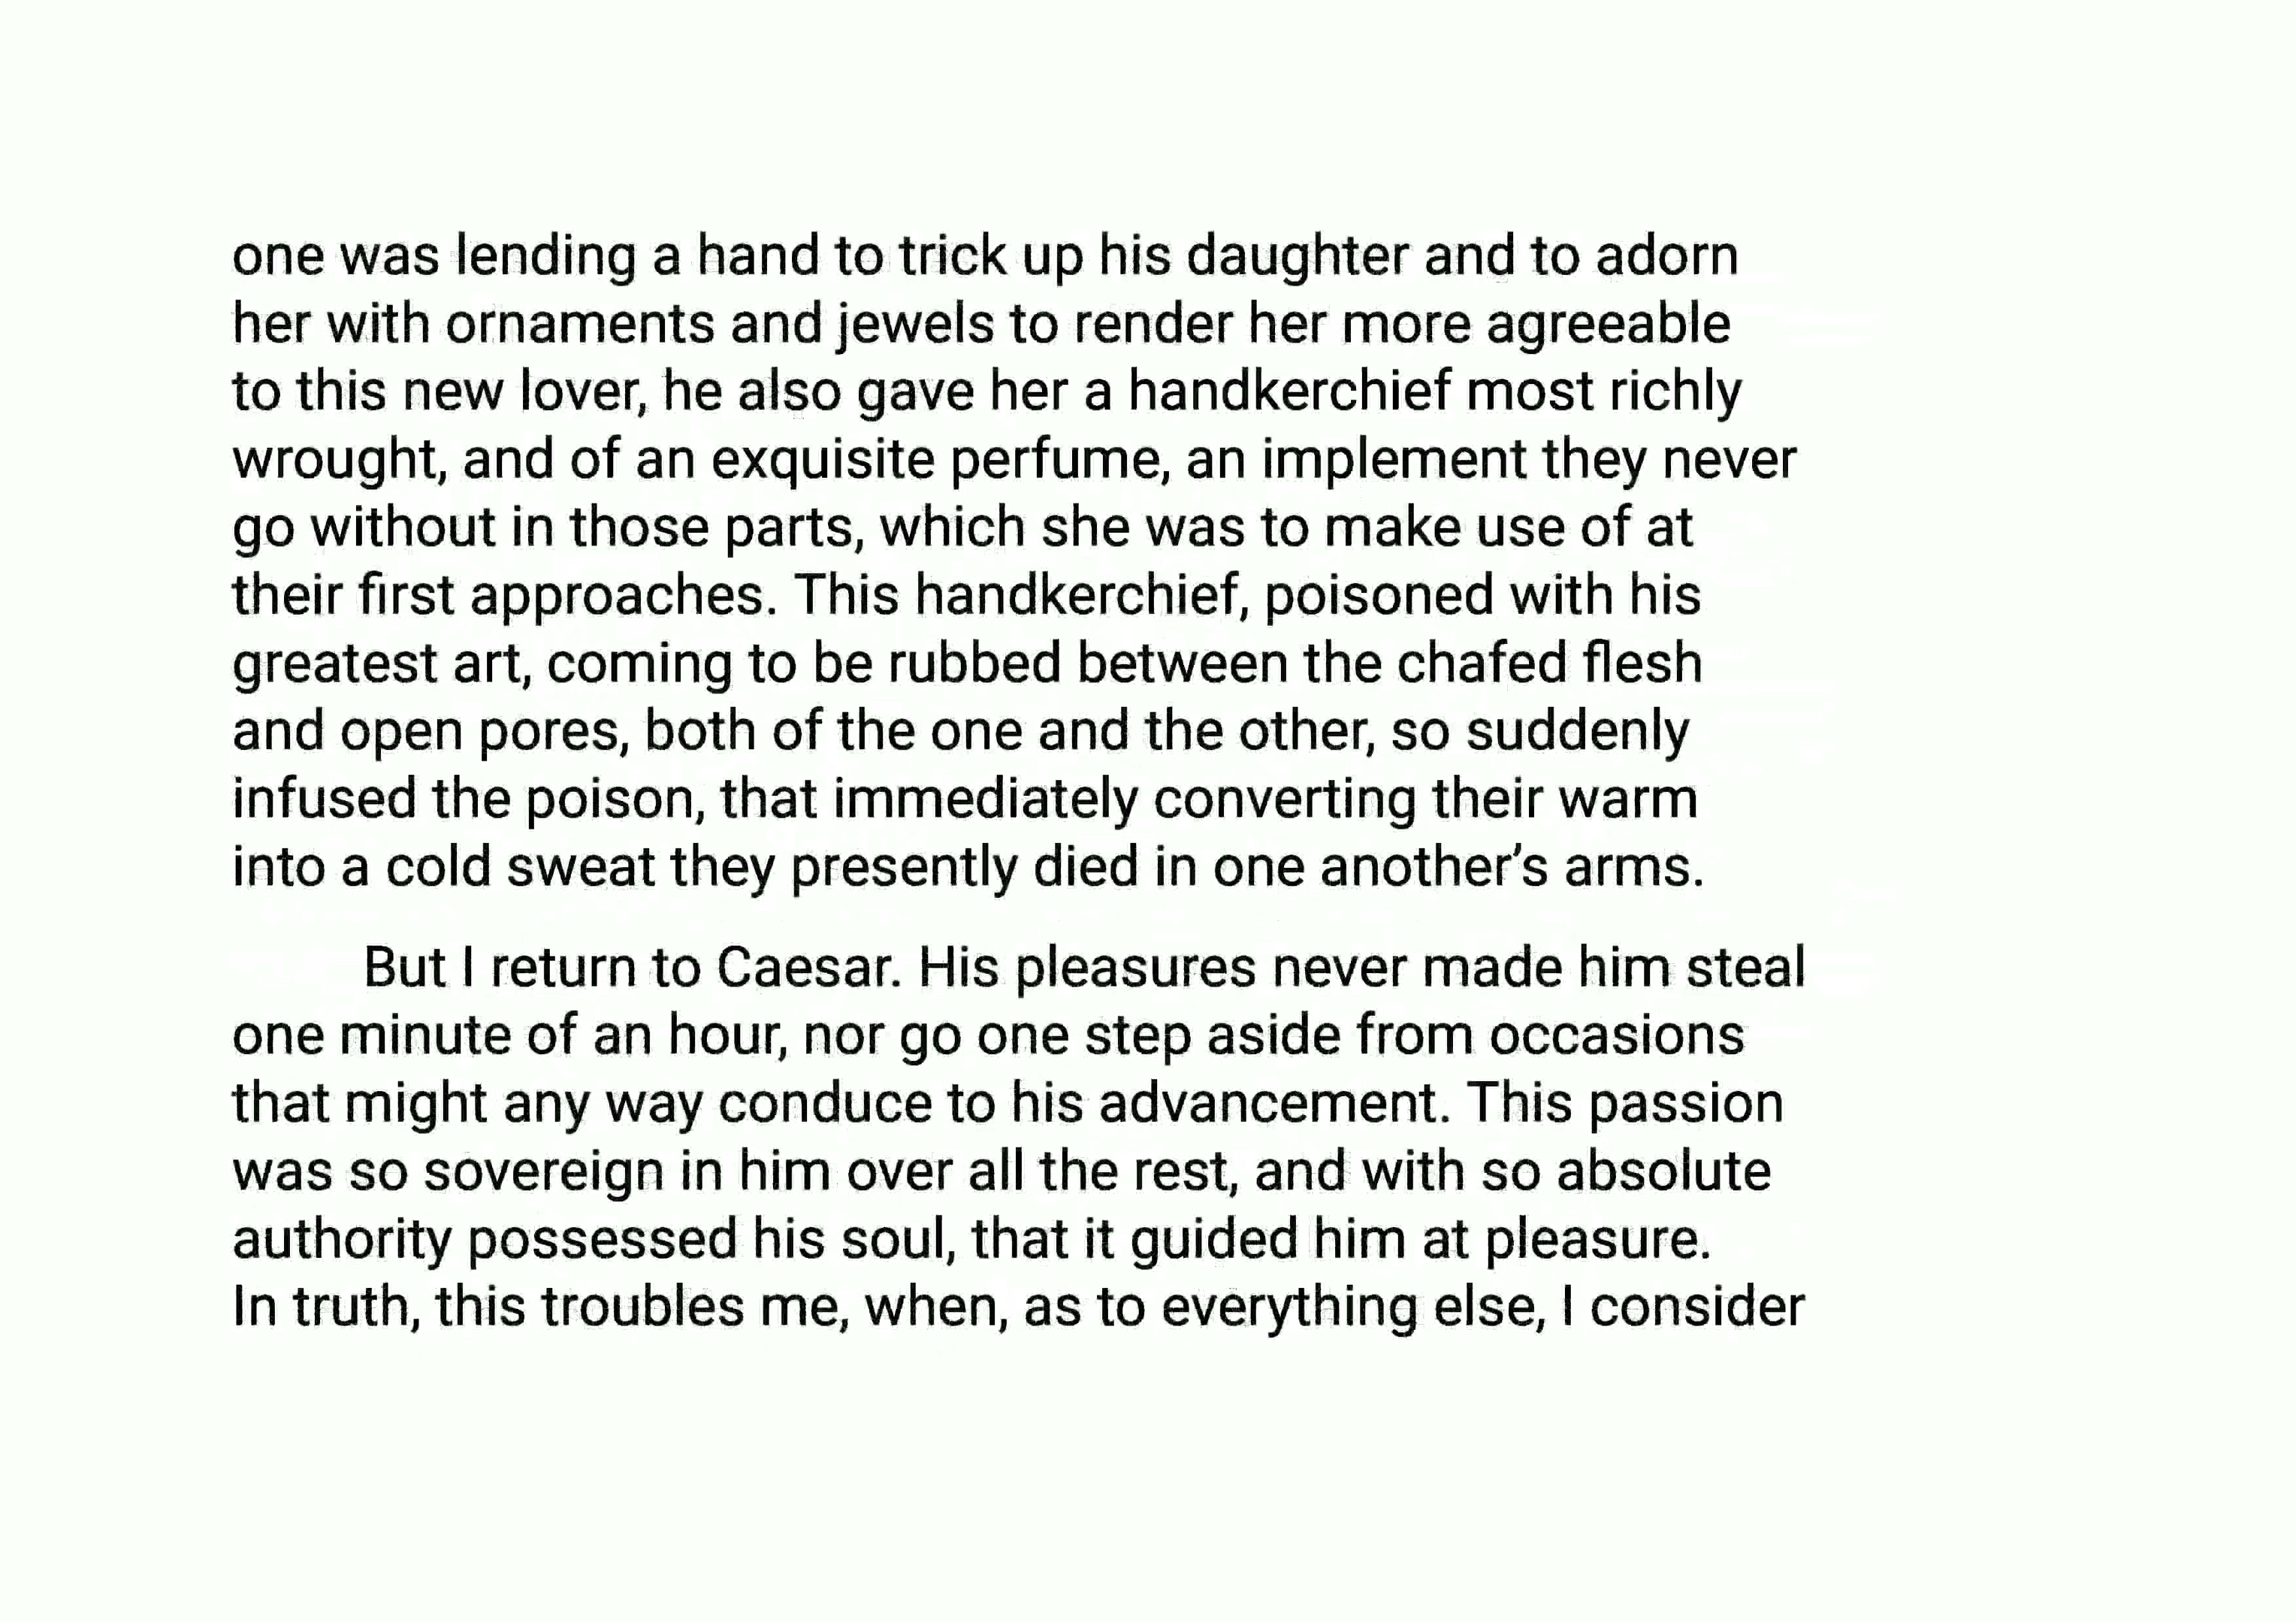 one was lending a hand to trick up his daughter and to adorn
her with ornaments and jewels to render her more agreeable
to this new lover, he also gave her a handkerchief most richly
wrought, and of an exquisite perfume, an implement they never
go without in those parts, which she was to make use of at
their first approaches. This handkerchief, poisoned with his
greatest art, coming to be rubbed between the chafed flesh
and open pores, both of the one and the other, so suddenly
infused the poison, that immediately converting their warm
into a cold sweat they presently died in one another’s arms.
But I return to Caesar. His pleasures never made him steal
one minute of an hour, nor go one step aside from occasions
that might any way conduce to his advancement. This passion
was so sovereign in him over all the rest, and with so absolute
authority possessed his soul, that it guided him at pleasure.
In truth, this troubles me, when, as to everything else, I consider